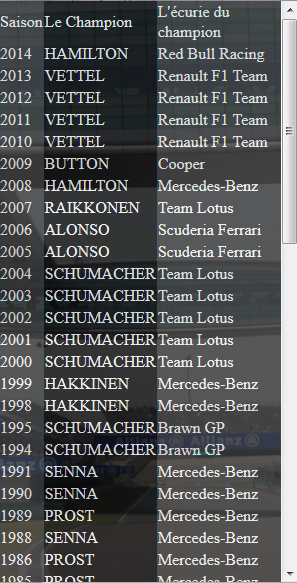 Saison Le Champion L'écurie du champion
2014 HAMILTON Red Bull Racing
2013 VETTEL Renault F1 Team
2012 VETTEL Renault F1 Team
2011 VETTEL Renault F1 Team
2010 VETTEL Renault F1 Team
2009 BUTTON Cooper
2008 HAMILTON Mercedes-Benz
2007 RAIKKONEN Team Lotus
2006 ALONSO Scuderia Ferrari
2005 ALONSO Scuderia Ferrari
2004 SCHUMACHER Team Lotus
2003 SCHUMACHER Team Lotus
2002 SCHUMACHER Team Lotus
2001 SCHUMACHER Team Lotus
2000 SCHUMACHER Team Lotus
1999 HAKKINEN Mercedes-Benz
1998 HAKKINEN Mercedes-Benz
1995 SCHUMACHER Brawn GP
1994 SCHUMACHER Brawn GP
1991 SENNA Mercedes-Benz
1990 SENNA Mercedes-Benz
1989 PROST Mercedes-Benz
1988 SENNA Mercedes-Benz
1986 PROST Mercedes-Benz
1985 PROST Mercedes-Benz
Allianz
Allianz